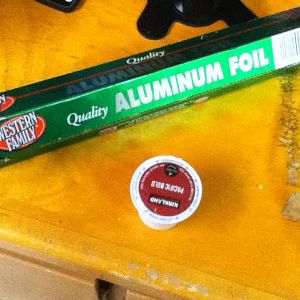 Quality
ALUMINUM FOIL
WESTERN
FAMILY
Quality ALUMINUM FOIL
KIRKLAND
PACIFIC BOLD